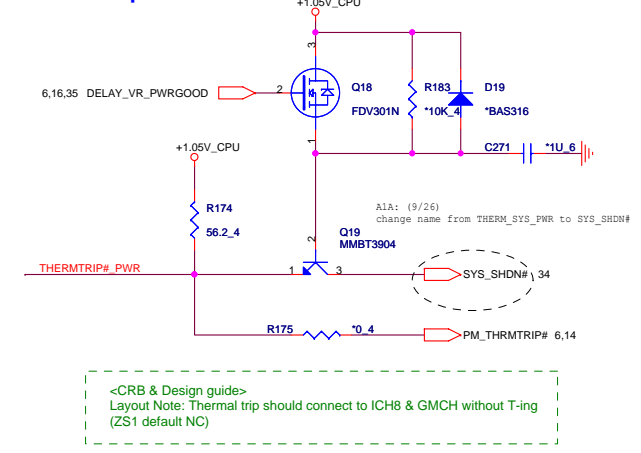 +1.05V_CPU
3
Q18
R183
D19
6,16,35 DELAY_VR_PWRGOOD
2
FDV301N
*10K_4
*BAS316
1
+1.05V_CPU
C271
*1U_6
R174
56.2_4
A1A: (9/26)
change name from THERM_SYS_PWR to SYS_SHDN#
Q19
MMBT3904
2
THERMTRIP#_PWR
1
3
SYS_SHDN# 34
R175
*0_4
PM_THRMTRIP# 6,14
<CRB & Design guide>
Layout Note: Thermal trip should connect to ICH8 & GMCH without T-ing
(ZS1 default NC)